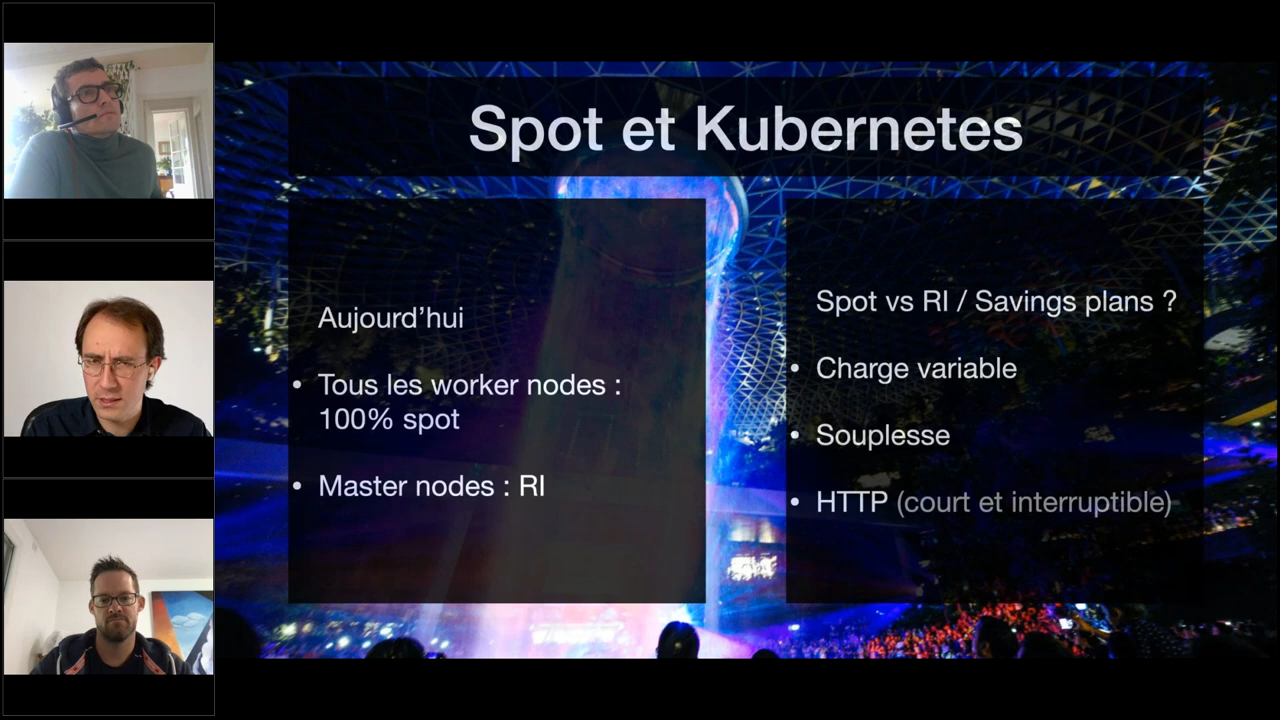 Spot et Kubernetes
Aujourd’hui
• Tous les worker nodes :
100% spot
• Master nodes : RI
Spot vs RI / Savings plans ?
• Charge variable
• Souplesse
• HTTP (court et interruptible)